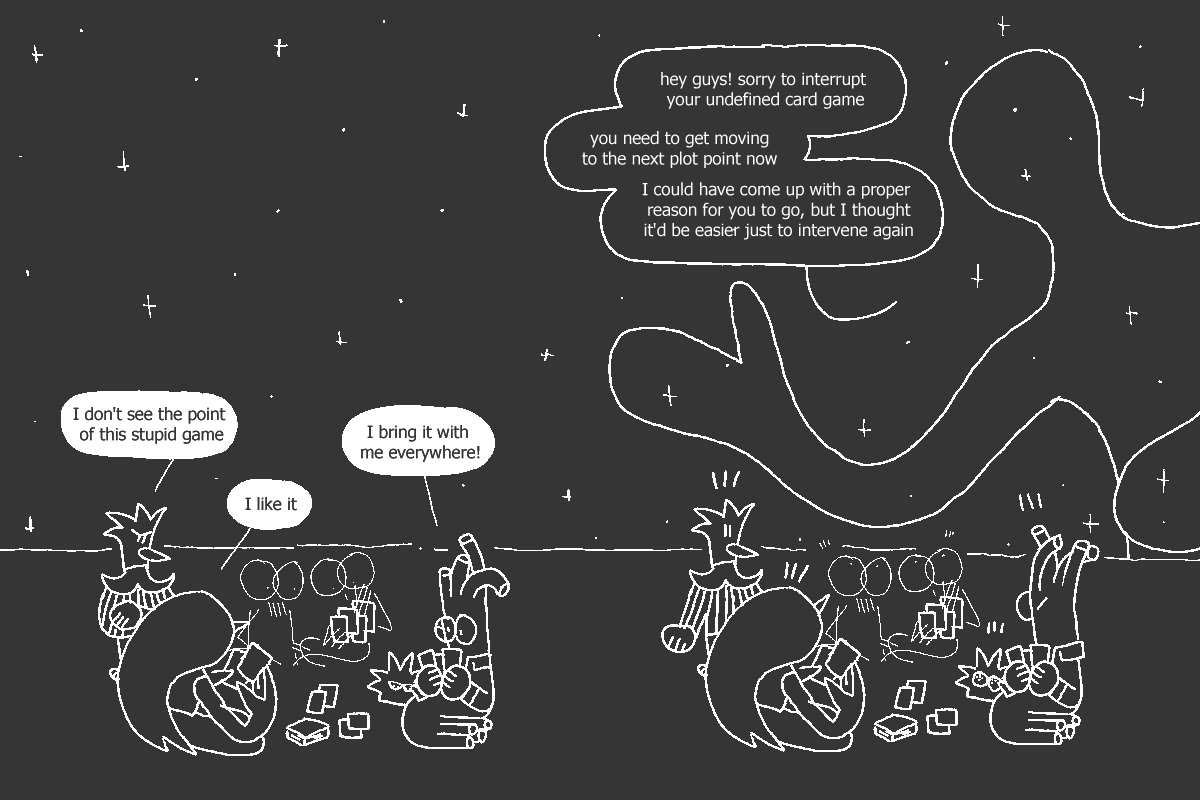 I don't see the point
of this stupid game
I like it
I bring it with
me everywhere!
hey guys! sorry to interrupt
your undefined card game
you need to get moving
to the next plot point now
I could have come up with a proper
reason for you to go, but I thought
it'd be easier just to intervene again